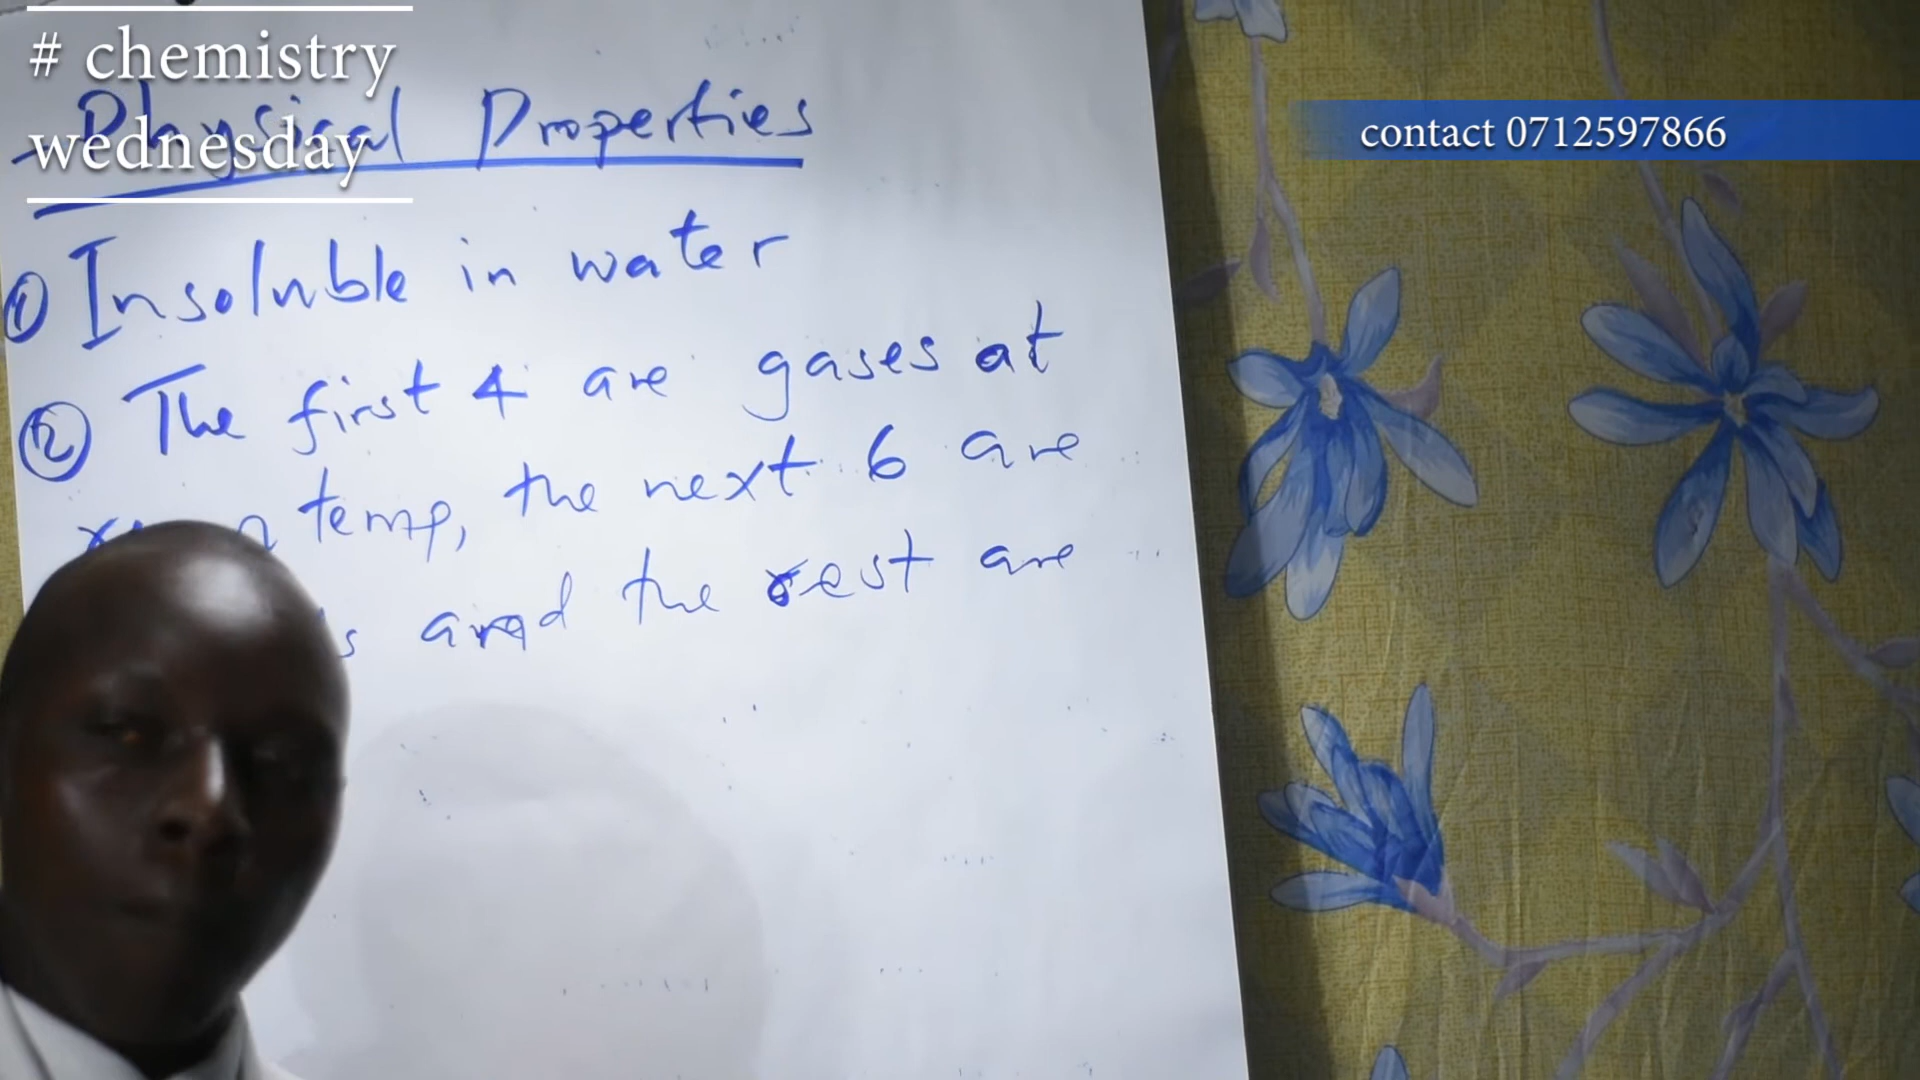 # chemistry
wednesday
Physical Properties
contact 0712597866
① Insoluble in water
② The first 4 are gases at
temp, the next 6 are
and the rest are